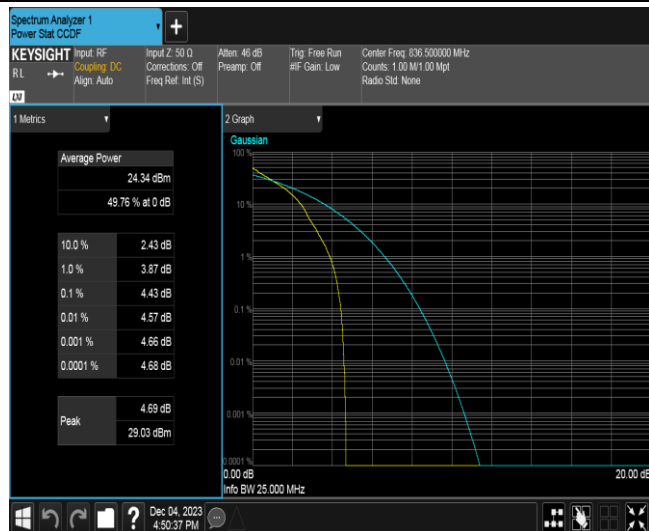 Spectrum Analyzer 1
Power Stat CCDF
+
KEYSIGHT
RL
Input: RF
Coupling: DC
Align: Auto
Input Z: 50 Ω
Corrections: Off
Freq Ref: Int (S)
Atten: 46 dB
Preamp: Off
Trig: Free Run
#IF Gain: Low
Center Freq: 836.500000 MHz
Counts: 1.00 M/1.00 Mpt
Radio Std: None
LXI
1 Metrics
Average Power
24.34 dBm
49.76 % at 0 dB
10.0 % 2.43 dB
1.0 % 3.87 dB
0.1 % 4.43 dB
0.01 % 4.57 dB
0.001 % 4.66 dB
0.0001 % 4.68 dB
Peak
4.69 dB
29.03 dBm
2 Graph
Gaussian
100 %
10 %
1 %
0.1 %
0.01 %
0.001 %
0.0001 %
0.00 dB
20.00 dB
Info BW 25.000 MHz
?
Dec 04, 2023
4:50:37 PM